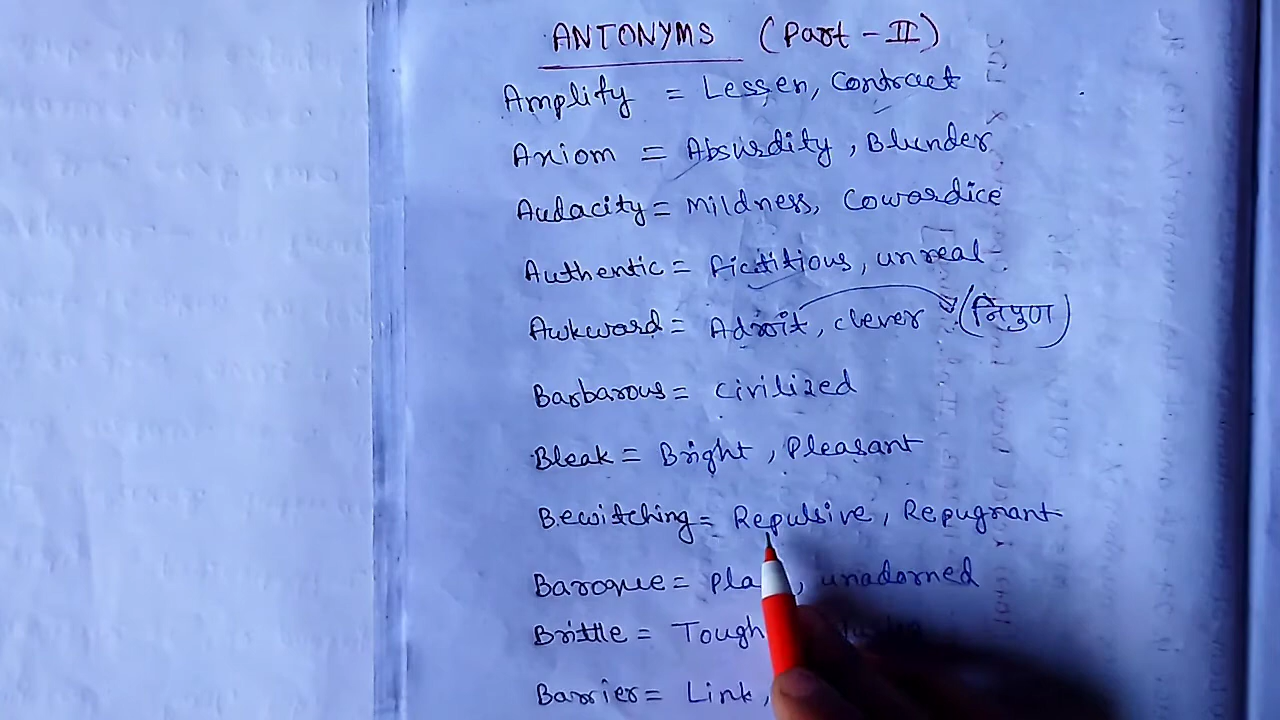 ANTONYMS (Part - II)
Amplify = Lessen, Contract
Axiom = Absurdity, Blunder
Audacity = Mildness, Cowardice
Authentic = Fictitious, unreal
Awkward = Adroit, clever (निपुण)
Barbarous = Civilized
Bleak = Bright, Pleasant
Bewitching = Repulsive, Repugnant
Baroque = Pla , unadorned
Brittle = Tough
Barrier = Link,